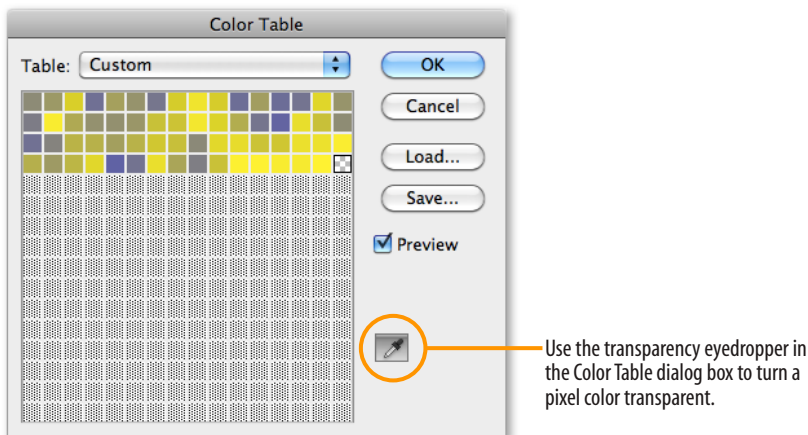 Color Table
Table: Custom
OK
Cancel
Load...
Save...
Preview
Use the transparency eyedropper in
the Color Table dialog box to turn a
pixel color transparent.